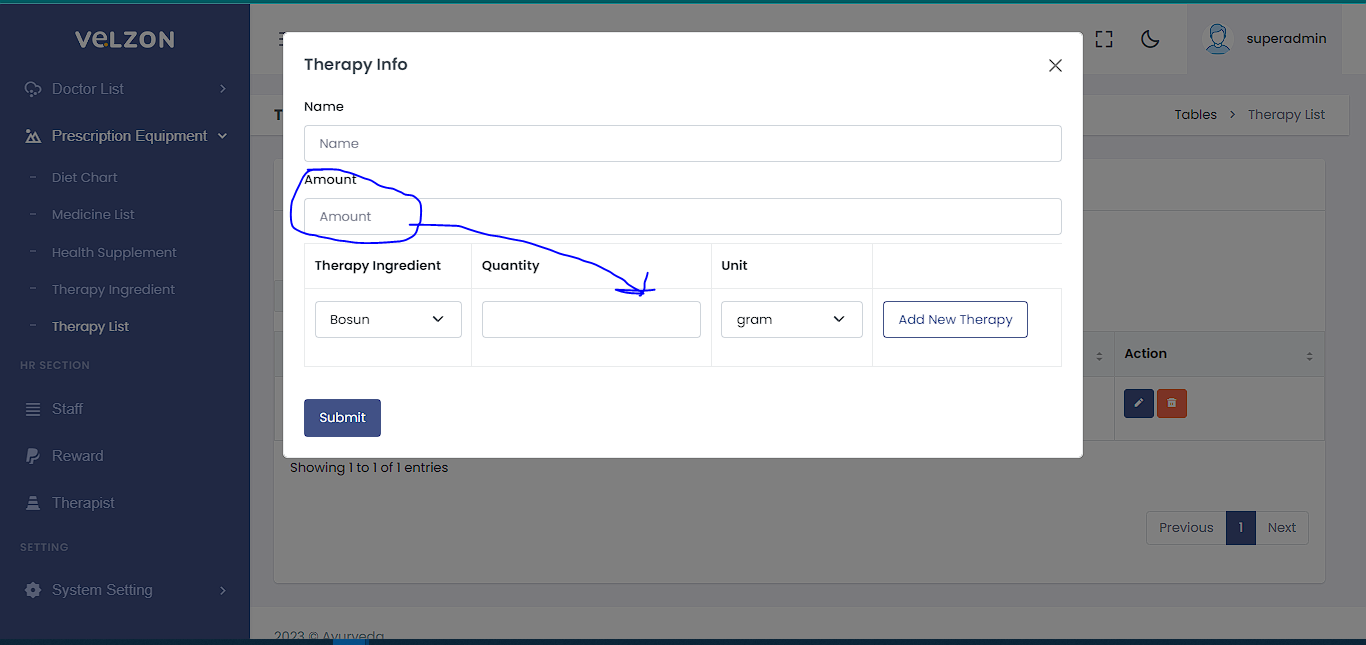 VELZON
Doctor List
Prescription Equipment
Diet Chart
Medicine List
Health Supplement
Therapy Ingredient
Therapy List
HR SECTION
Staff
Reward
Therapist
SETTING
System Setting
superadmin
Tables > Therapy List
Therapy Info
Name
Name
Amount
Amount
Therapy Ingredient Quantity Unit
Bosun gram Add New Therapy
Submit
Action
Showing 1 to 1 of 1 entries
Previous 1 Next
2023 © Ayurveda